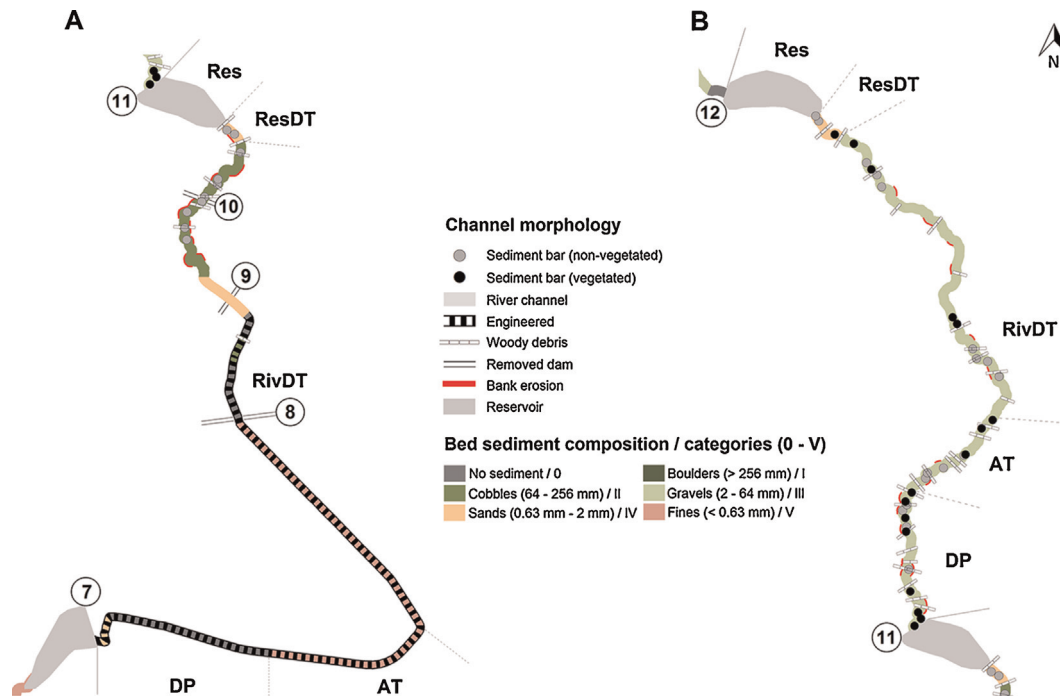 A
Res
11
ResDT
10
9
RivDT
8
7
DP
AT
Channel morphology
Sediment bar (non-vegetated)
Sediment bar (vegetated)
River channel
Engineered
Woody debris
Removed dam
Bank erosion
Reservoir
Bed sediment composition / categories (0 - V)
No sediment / 0
Boulders (> 256 mm) / I
Cobbles (64 - 256 mm) / II
Gravels (2 - 64 mm) / III
Sands (0.63 mm - 2 mm) / IV
Fines (< 0.63 mm) / V
B
N
Res
12
ResDT
RivDT
AT
DP
11